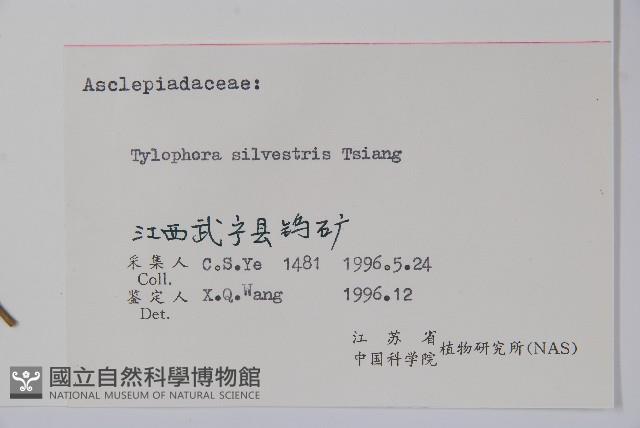 Asclepiadaceae:
Tylophora silvestris Tsiang
江西武宁县钨矿
采集人 C.S.Ye 1481 1996.5.24
Coll.
鉴定人 X.Q.Wang 1996.12
Det.
江苏省
中国科学院植物研究所(NAS)
國立自然科學博物館
NATIONAL MUSEUM OF NATURAL SCIENCE